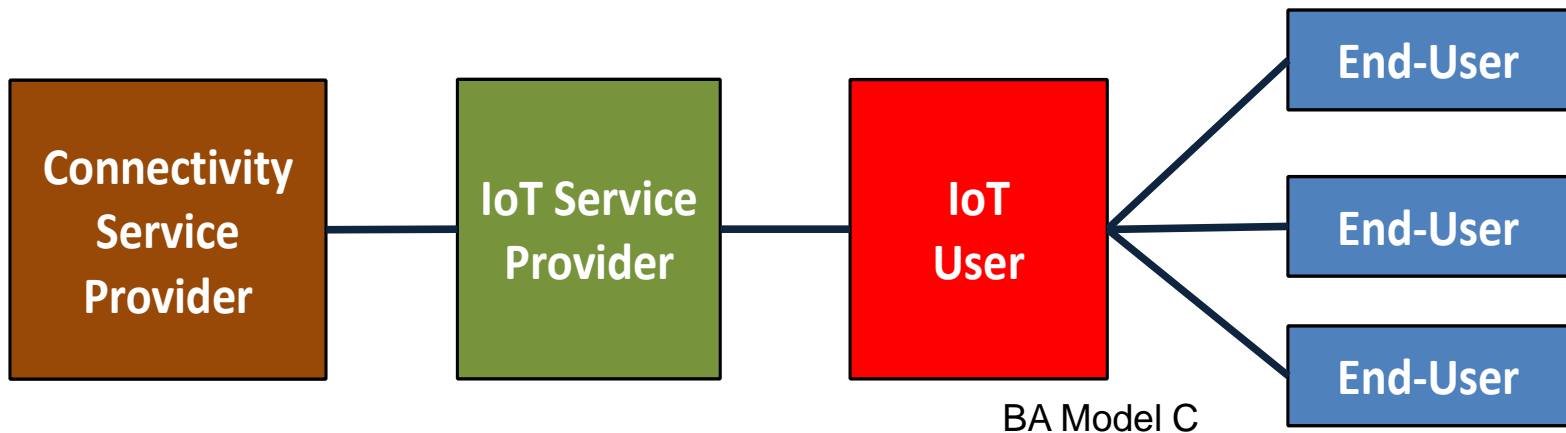 Connectivity
Service
Provider
IoT Service
Provider
IoT
User
End-User
End-User
End-User
BA Model C